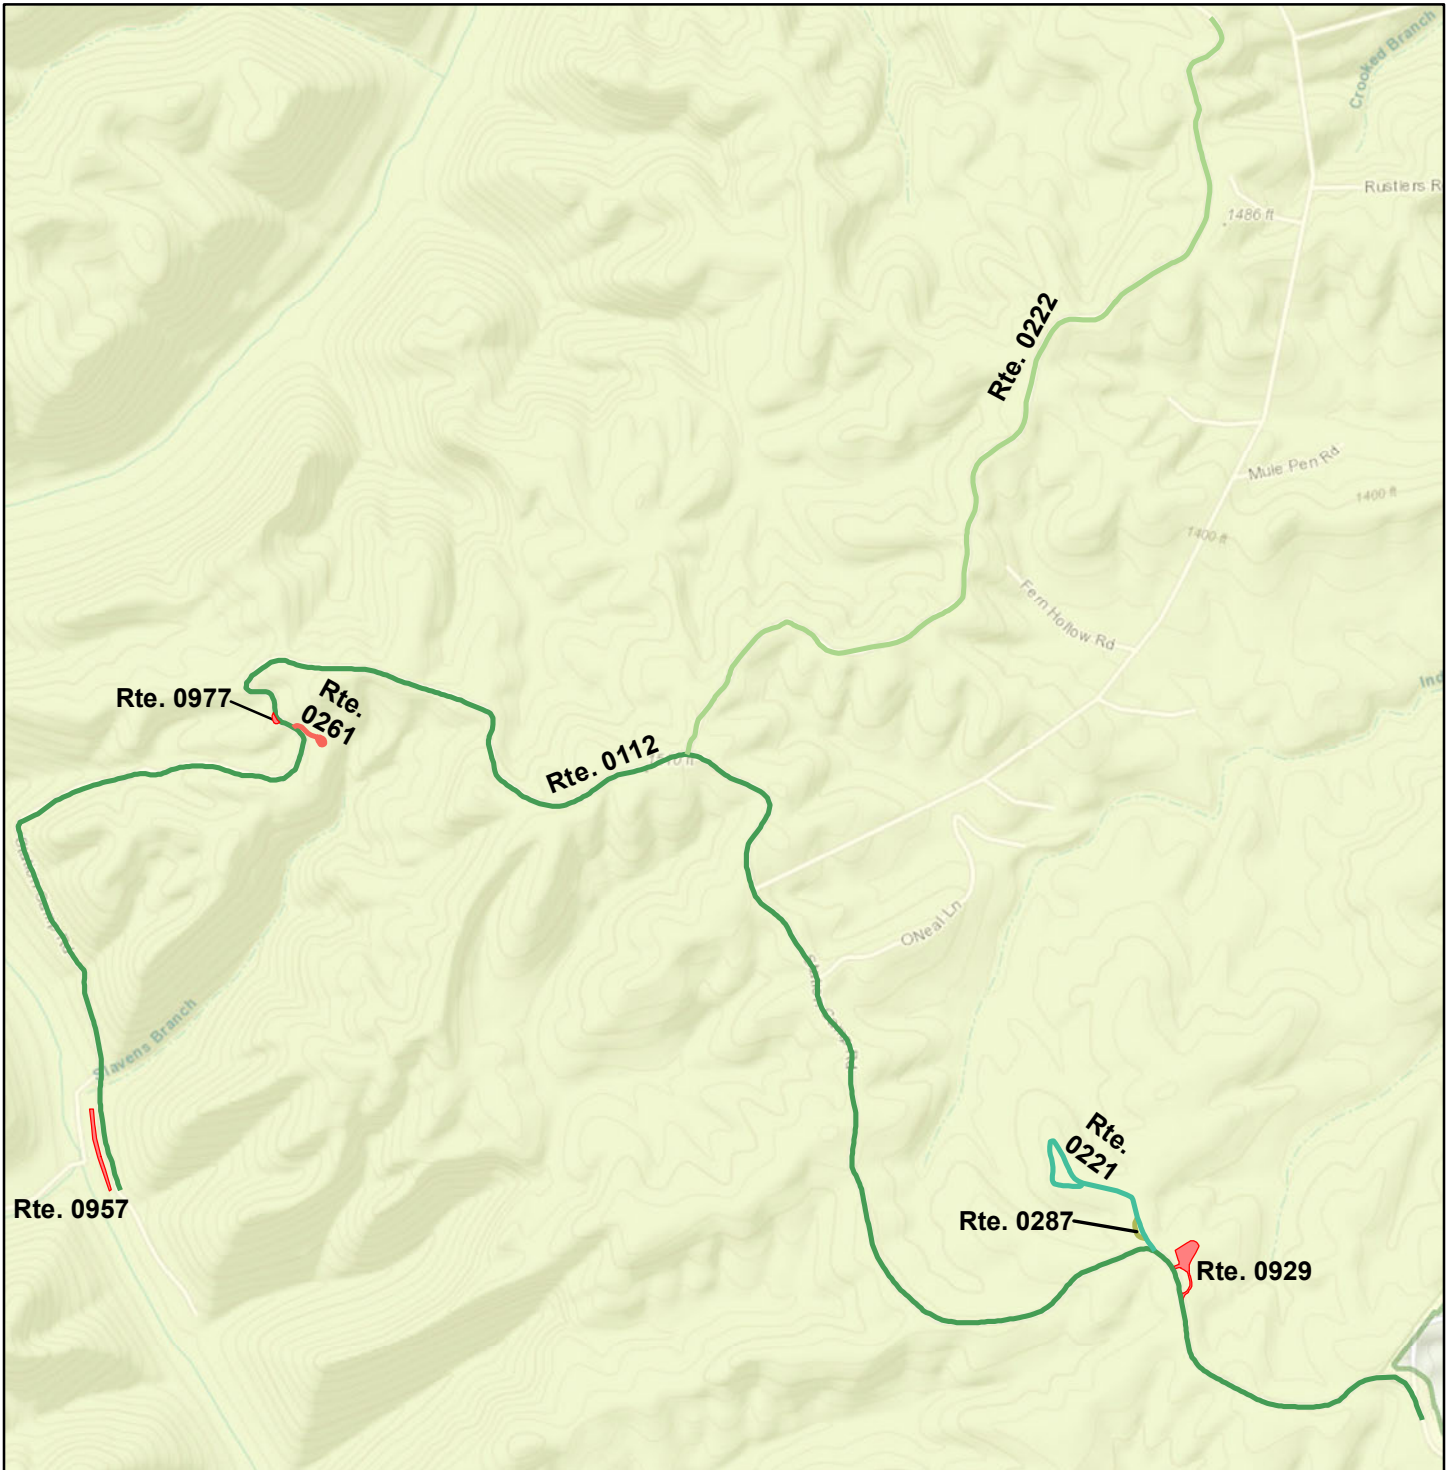 Crooked Branch
Rustlers R
1486 ft
Rte. 0222
Mule Pen Rd
1400 ft
1400 ft
Fern Hollow Rd
Ind
Rte. 0977
Rte.
0261
Rte. 0112
ONeal Ln
Slavens Branch
Rte.
0221
Rte. 0957
Rte. 0287
Rte. 0929